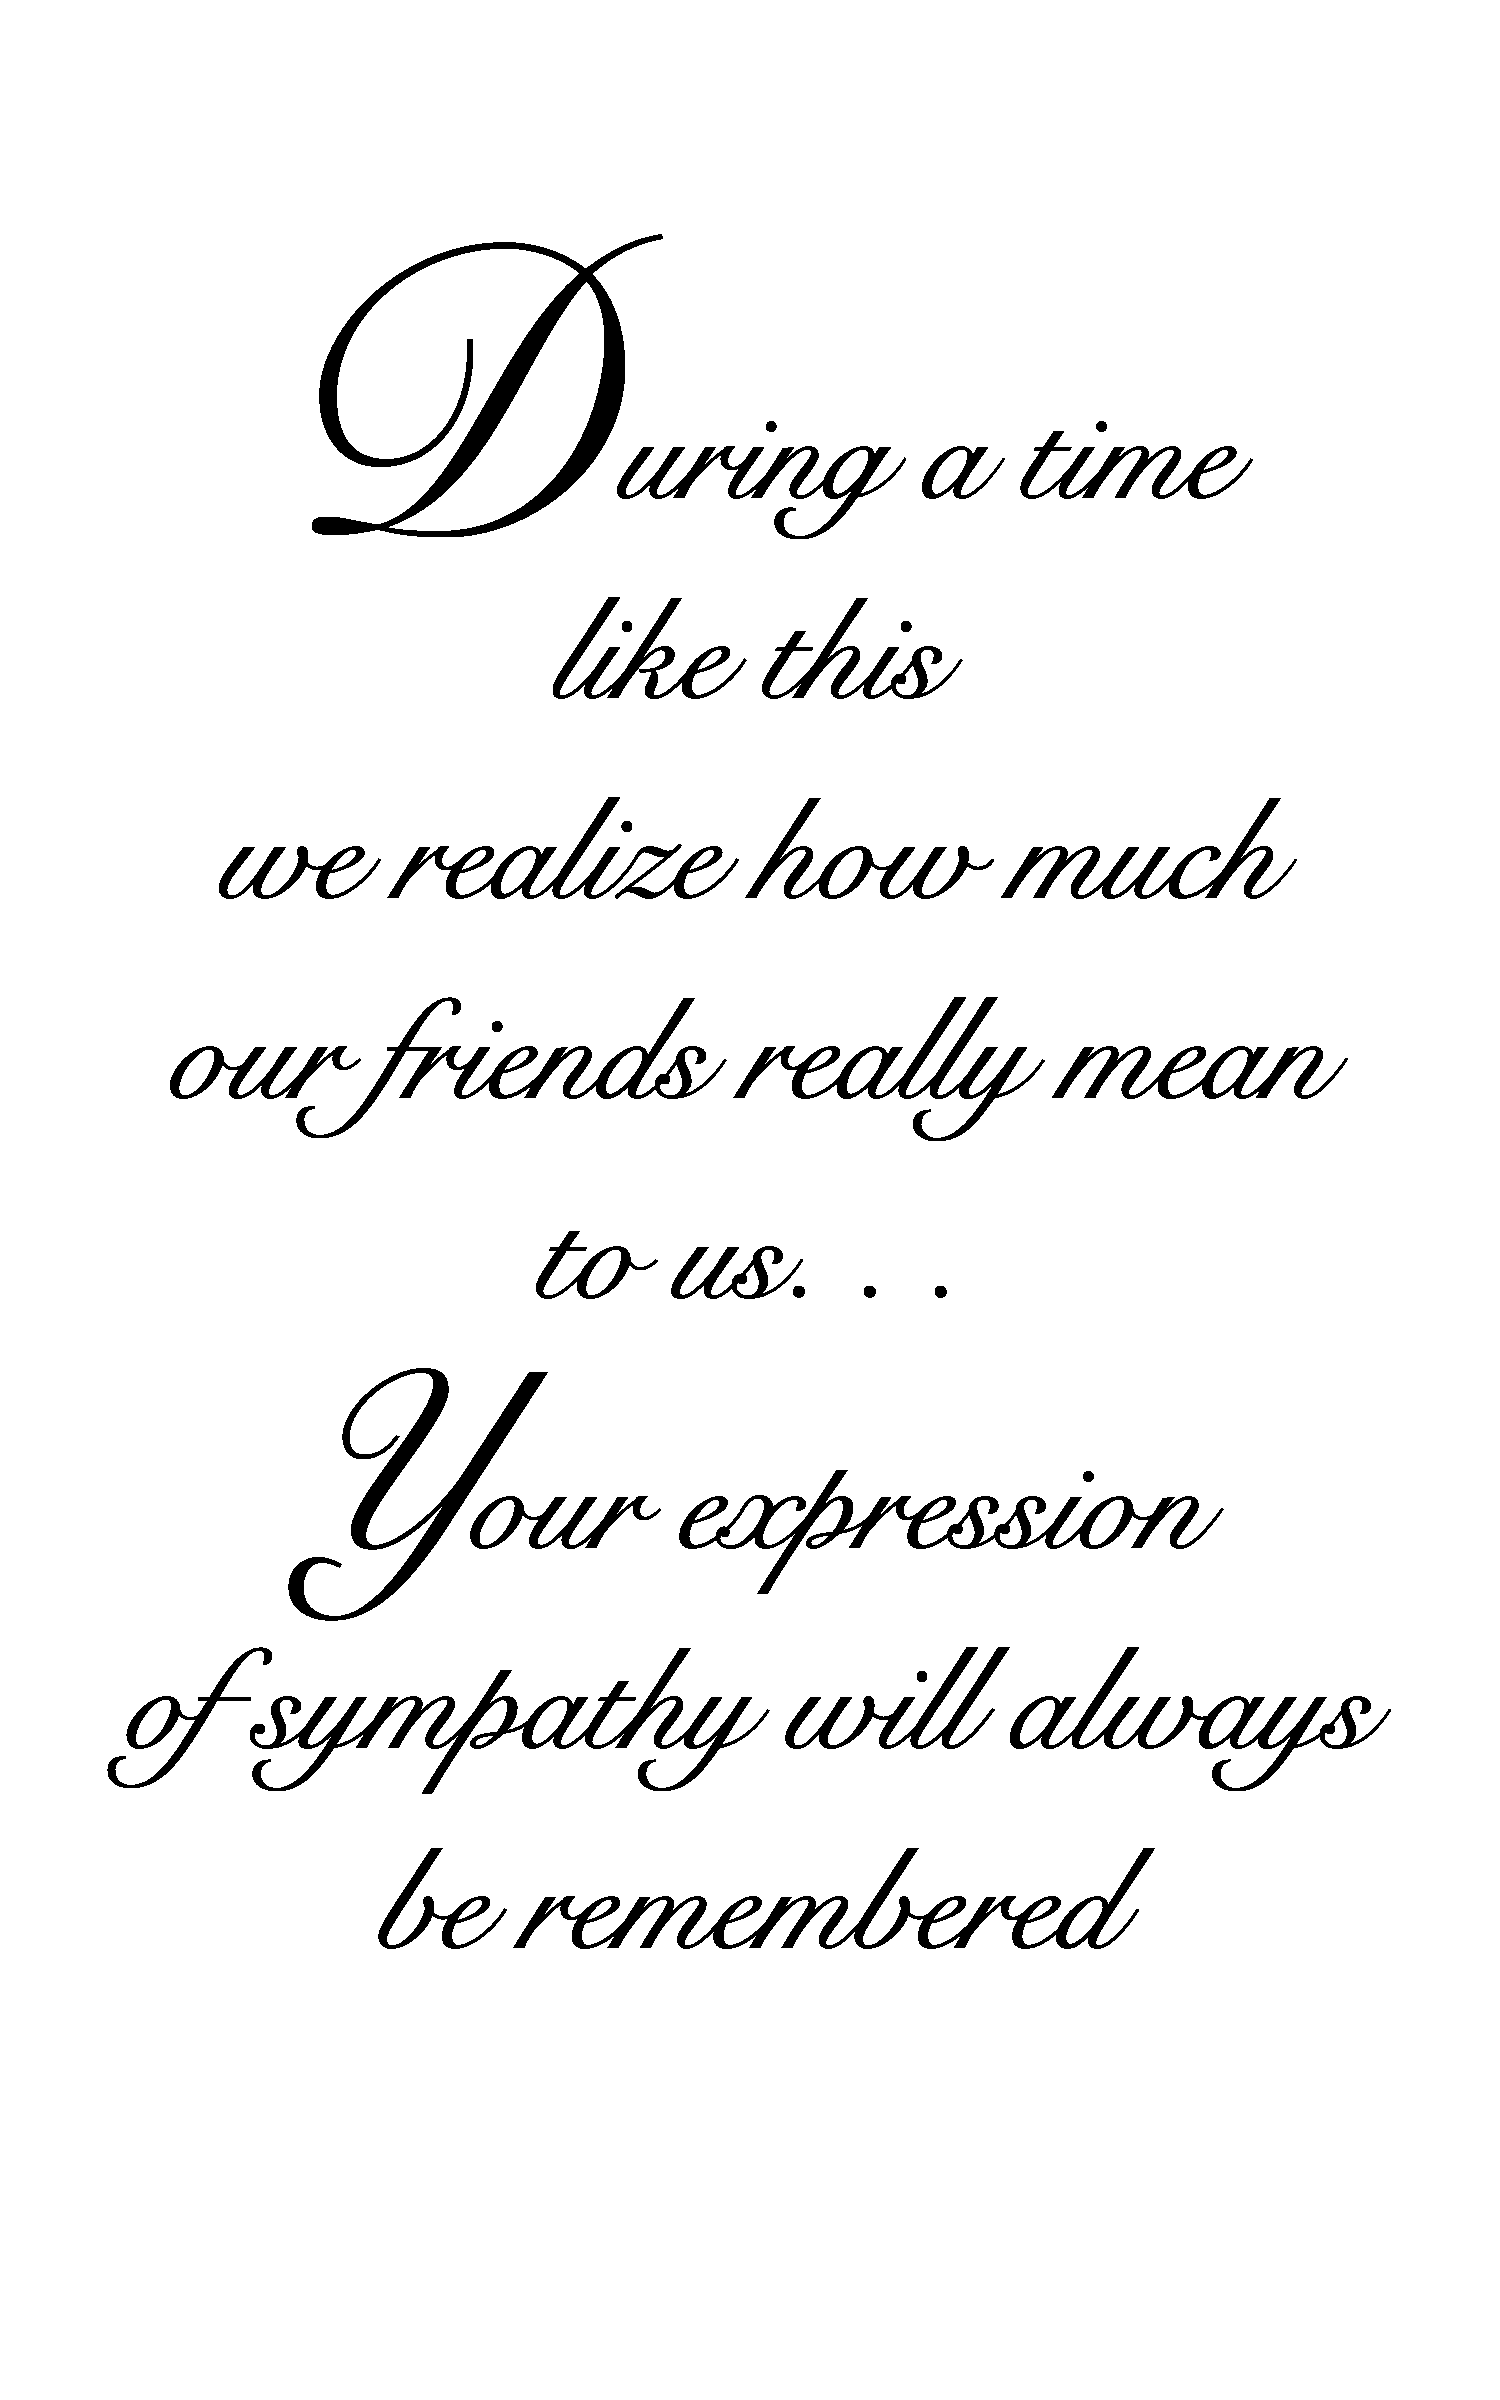 During a time
like this
we realize how much
our friends really mean
to us. . .
Your expression
of sympathy will always
be remembered